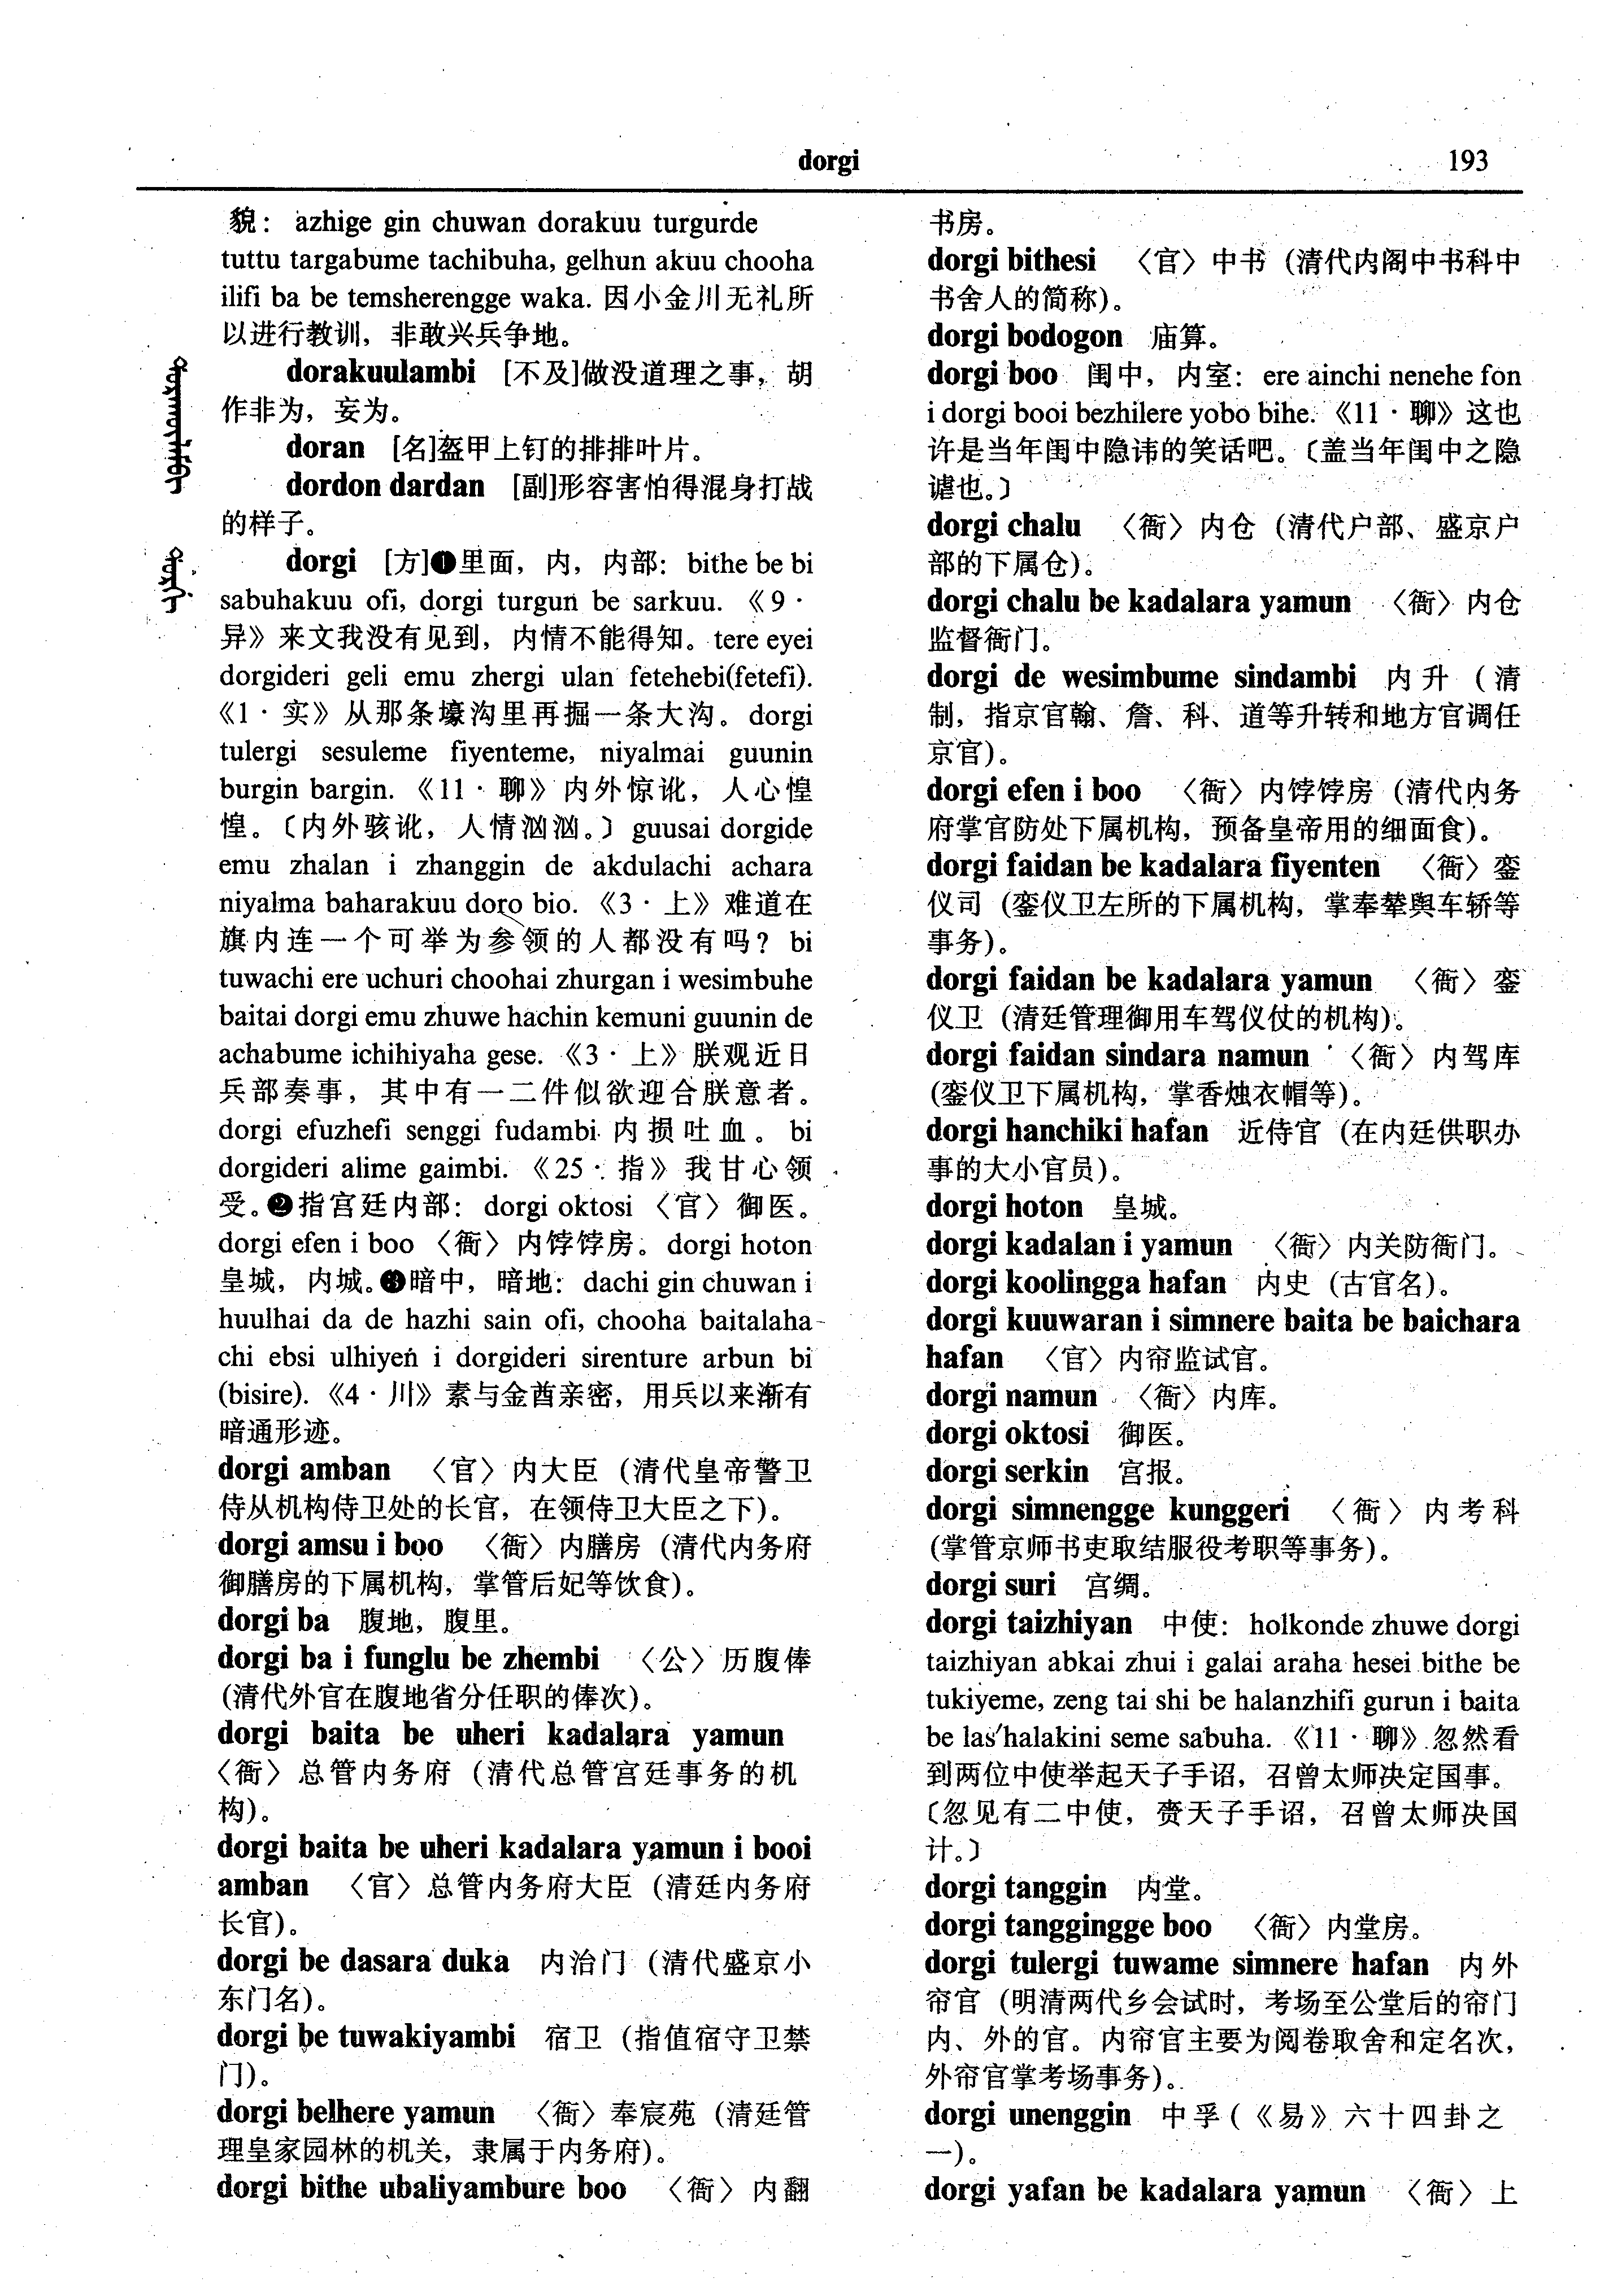 dorgi
193
貌：azhige gin chuwan dorakuu turgurde
tuttu targabume tachibuha, gelhun akuu chooha
ilifi ba be temsherengge waka. 因小金川无礼所
以进行教训，非敢兴兵争地。
dorakuulambi [不及]做没道理之事，胡
作非为，妄为。
doran [名]盔甲上钉的排排叶片。
dordon dardan [副]形容害怕得混身打战
的样子。
dorgi [方]❶里面，内，内部：bithe be bi
sabuhakuu ofi, dorgi turgun be sarkuu. 《9·
异》来文我没有见到，内情不能得知。tere eyei
dorgideri geli emu zhergi ulan fetehebi(fetefi).
《1·实》从那条壕沟里再掘一条大沟。dorgi
tulergi sesuleme fiyenteme, niyalmai guunin
burgin bargin. 《11·聊》内外惊讹，人心惶
惶。〔内外骇讹，人情汹汹。〕guusai dorgide
emu zhalan i zhanggin de akdulachi achara
niyalma baharakuu doro bio. 《3·上》难道在
旗内连一个可举为参领的人都没有吗？bi
tuwachi ere uchuri choohai zhurgan i wesimbuhe
baitai dorgi emu zhuwe hachin kemuni guunin de
achabume ichihiyaha gese. 《3·上》朕观近日
兵部奏事，其中有一二件似欲迎合朕意者。
dorgi efuzhefi senggi fudambi 内损吐血。bi
dorgideri alime gaimbi. 《25·指》我甘心领
受。❷指宫廷内部：dorgi oktosi〈官〉御医。
dorgi efen i boo〈衙〉内饽饽房。dorgi hoton
皇城，内城。❸暗中，暗地：dachi gin chuwan i
huulhai da de hazhi sain ofi, chooha baitalaha-
chi ebsi ulhiyen i dorgideri sirenture arbun bi
(bisire). 《4·川》素与金酋亲密，用兵以来渐有
暗通形迹。
dorgi amban 〈官〉内大臣（清代皇帝警卫
侍从机构侍卫处的长官，在领侍卫大臣之下）。
dorgi amsu i boo 〈衙〉内膳房（清代内务府
御膳房的下属机构，掌管后妃等饮食）。
dorgi ba 腹地，腹里。
dorgi ba i funglu be zhembi 〈公〉历腹俸
（清代外官在腹地省分任职的俸次）。
dorgi baita be uheri kadalara yamun
〈衙〉总管内务府（清代总管宫廷事务的机
构）。
dorgi baita be uheri kadalara yamun i booi
amban 〈官〉总管内务府大臣（清廷内务府
长官）。
dorgi be dasara duka 内治门（清代盛京小
东门名）。
dorgi be tuwakiyambi 宿卫（指值宿守卫禁
门）。
dorgi belhere yamun 〈衙〉奉宸苑（清廷管
理皇家园林的机关，隶属于内务府）。
dorgi bithe ubaliyambure boo 〈衙〉内翻
书房。
dorgi bithesi 〈官〉中书（清代内阁中书科中
书舍人的简称）。
dorgi bodogon 庙算。
dorgi boo 闺中，内室：ere ainchi nenehe fon
i dorgi booi bezhilere yobo bihe. 《11·聊》这也
许是当年闺中隐讳的笑话吧。〔盖当年闺中之隐
谑也。〕
dorgi chalu 〈衙〉内仓（清代户部、盛京户
部的下属仓）。
dorgi chalu be kadalara yamun 〈衙〉内仓
监督衙门。
dorgi de wesimbume sindambi 内升（清
制，指京官翰、詹、科、道等升转和地方官调任
京官）。
dorgi efen i boo 〈衙〉内饽饽房（清代内务
府掌官防处下属机构，预备皇帝用的细面食）。
dorgi faidan be kadalara fiyenten 〈衙〉銮
仪司（銮仪卫左所的下属机构，掌奉辇舆车轿等
事务）。
dorgi faidan be kadalara yamun 〈衙〉銮
仪卫（清廷管理御用车驾仪仗的机构）。
dorgi faidan sindara namun 〈衙〉内驾库
（銮仪卫下属机构，掌香烛衣帽等）。
dorgi hanchiki hafan 近侍官（在内廷供职办
事的大小官员）。
dorgi hoton 皇城。
dorgi kadalan i yamun 〈衙〉内关防衙门。
dorgi koolingga hafan 内史（古官名）。
dorgi kuuwaran i simnere baita be baichara
hafan 〈官〉内帘监试官。
dorgi namun 〈衙〉内库。
dorgi oktosi 御医。
dorgi serkin 宫报。
dorgi simnengge kunggeri 〈衙〉内考科
（掌管京师书吏取结服役考职等事务）。
dorgi suri 宫绸。
dorgi taizhiyan 中使：holkonde zhuwe dorgi
taizhiyan abkai zhui i galai araha hesei bithe be
tukiyeme, zeng tai shi be halanzhifi gurun i baita
be las'halakini seme sabuha. 《11·聊》忽然看
到两位中使举起天子手诏，召曾太师决定国事。
〔忽见有二中使，赍天子手诏，召曾太师决国
计。〕
dorgi tanggin 内堂。
dorgi tanggingge boo 〈衙〉内堂房。
dorgi tulergi tuwame simnere hafan 内外
帘官（明清两代乡会试时，考场至公堂后的帘门
内、外的官。内帘官主要为阅卷取舍和定名次，
外帘官掌考场事务）。
dorgi unenggin 中孚（《易》六十四卦之
一）。
dorgi yafan be kadalara yamun 〈衙〉上